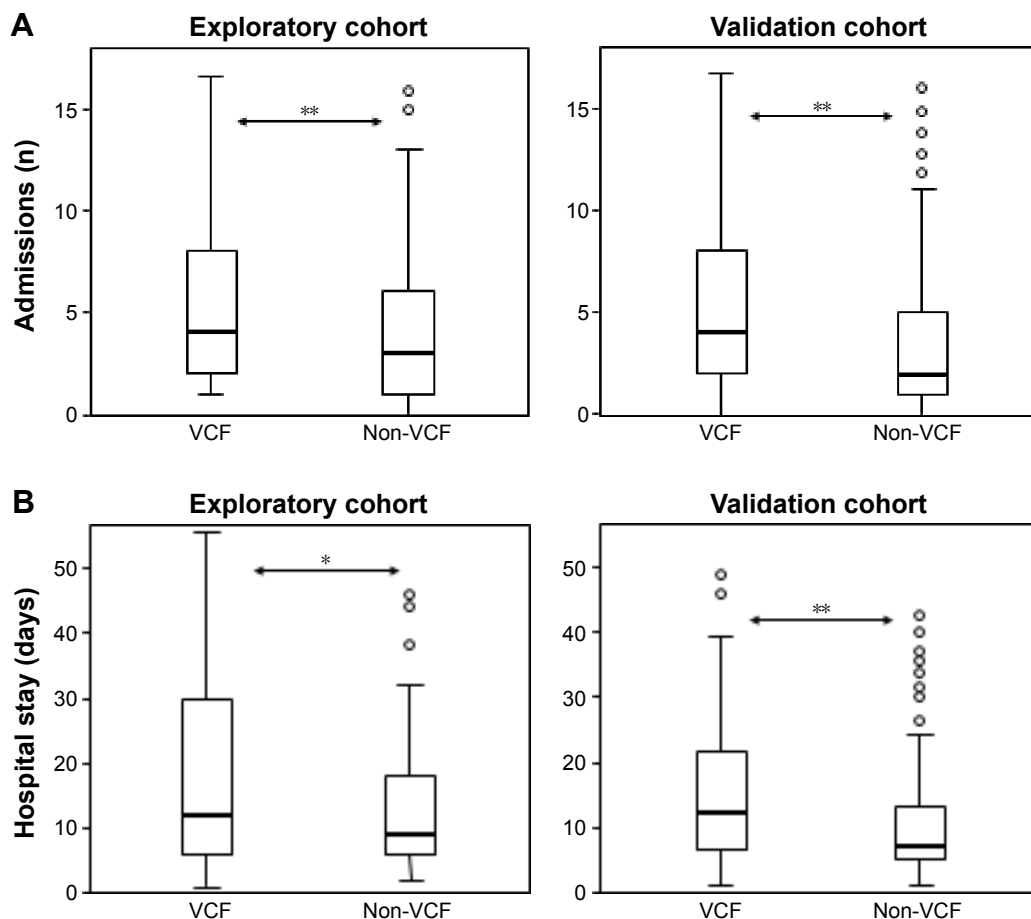 A
Exploratory cohort
Validation cohort
Admissions (n)
15
10
5
0
**
VCF
Non-VCF
15
10
5
0
**
VCF
Non-VCF
B
Exploratory cohort
Validation cohort
Hospital stay (days)
50
40
30
20
10
0
*
VCF
Non-VCF
50
40
30
20
10
0
**
VCF
Non-VCF